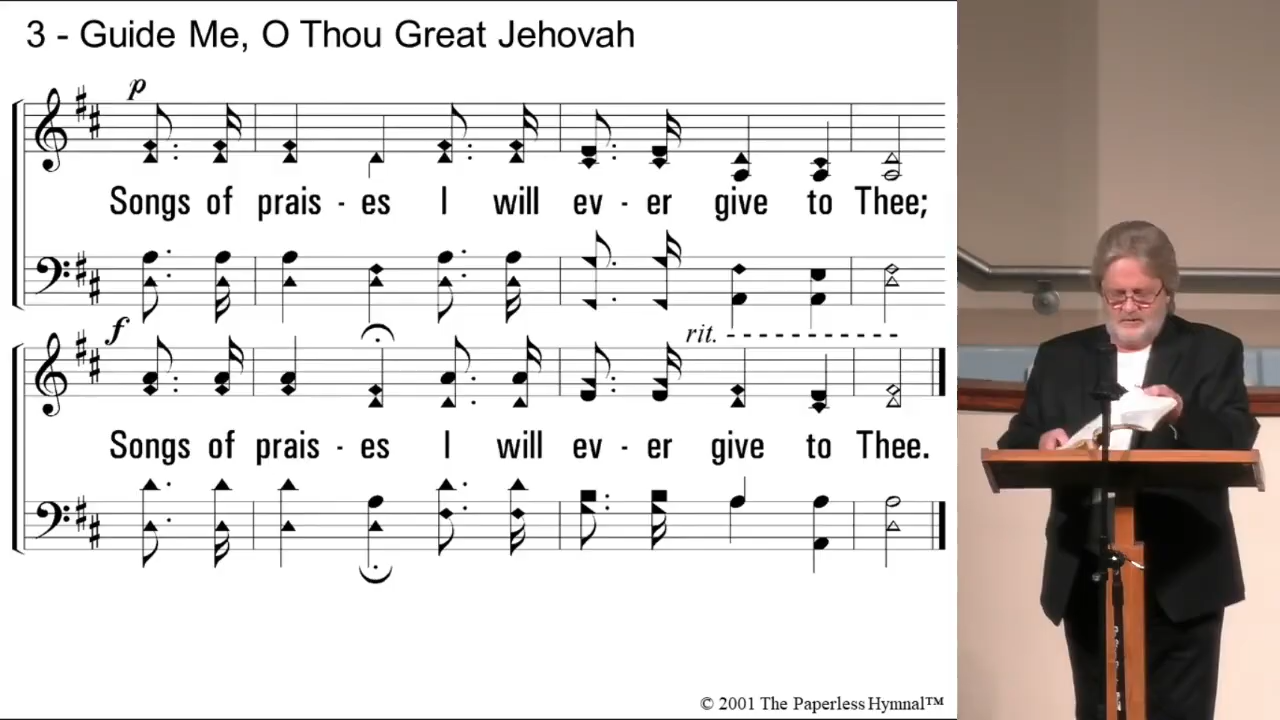 3 - Guide Me, O Thou Great Jehovah
p
Songs of prais - es I will ev - er give to Thee;
f
rit.
Songs of prais - es I will ev - er give to Thee.
© 2001 The Paperless Hymnal™